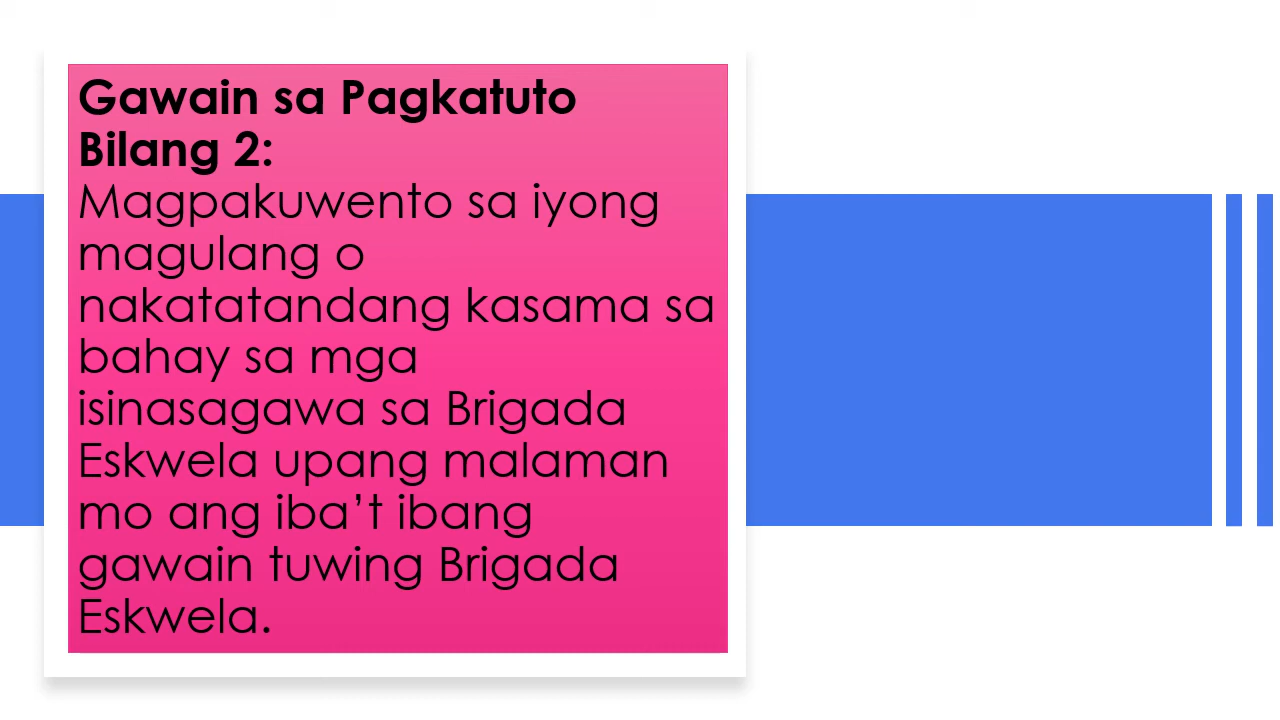 Gawain sa Pagkatuto
Bilang 2:
Magpakuwento sa iyong
magulang o
nakatatandang kasama sa
bahay sa mga
isinasagawa sa Brigada
Eskwela upang malaman
mo ang iba’t ibang
gawain tuwing Brigada
Eskwela.